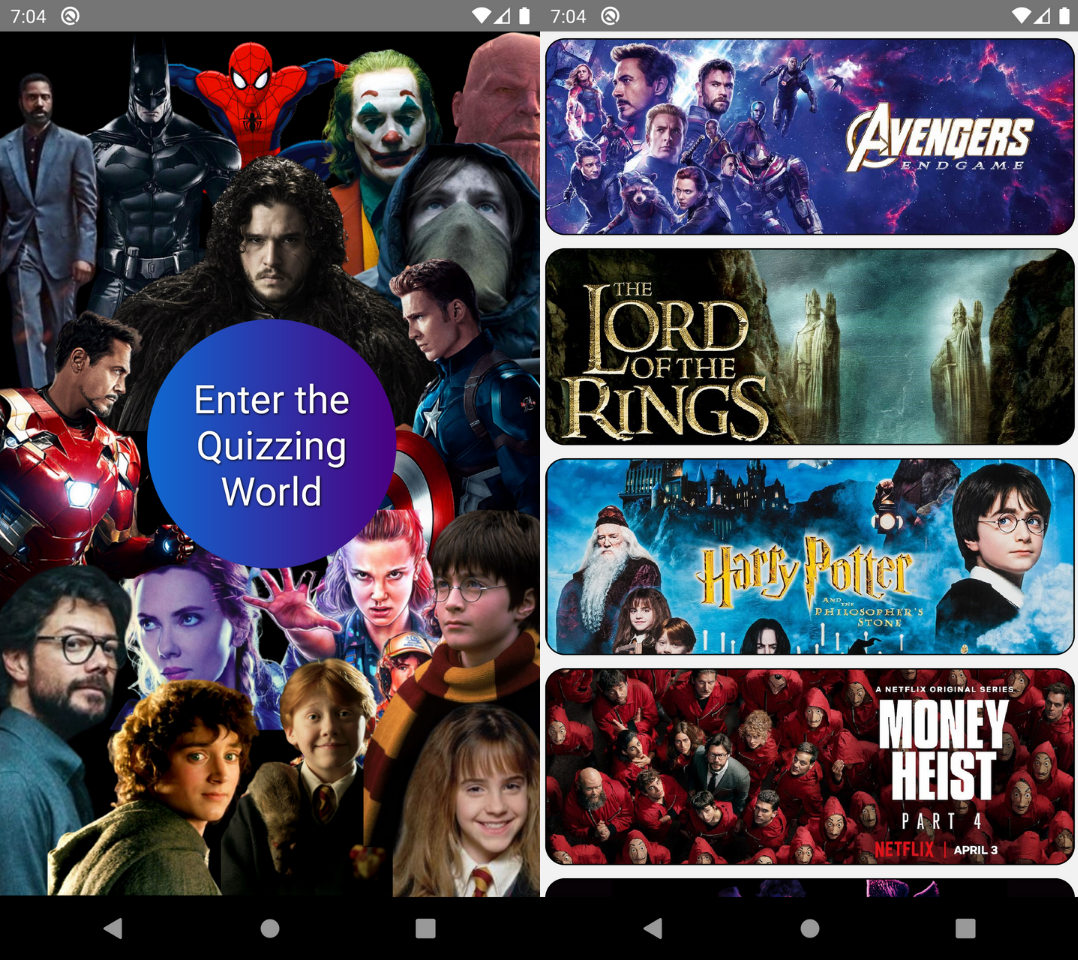 7:04
Enter the
Quizzing
World
7:04
AVENGERS
ENDGAME
THE
LORD
OF THE
RINGS
Harry Potter
AND THE
PHILOSOPHER'S
STONE
A NETFLIX ORIGINAL SERIES
MONEY
HEIST
PART 4
NETFLIX | APRIL 3